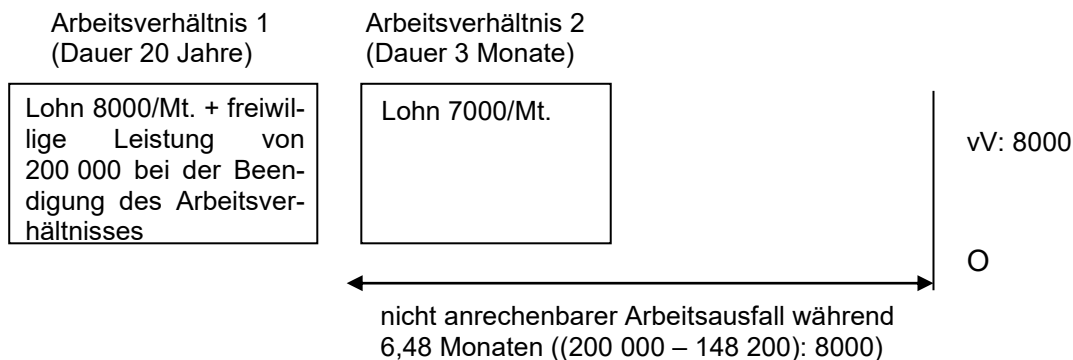 Arbeitsverhältnis 1
(Dauer 20 Jahre)
Arbeitsverhältnis 2
(Dauer 3 Monate)
Lohn 8000/Mt. + freiwil-
lige Leistung von
200 000 bei der Been-
digung des Arbeitsver-
hältnisses
Lohn 7000/Mt.
vV: 8000
O
nicht anrechenbarer Arbeitsausfall während
6,48 Monaten ((200 000 – 148 200): 8000)